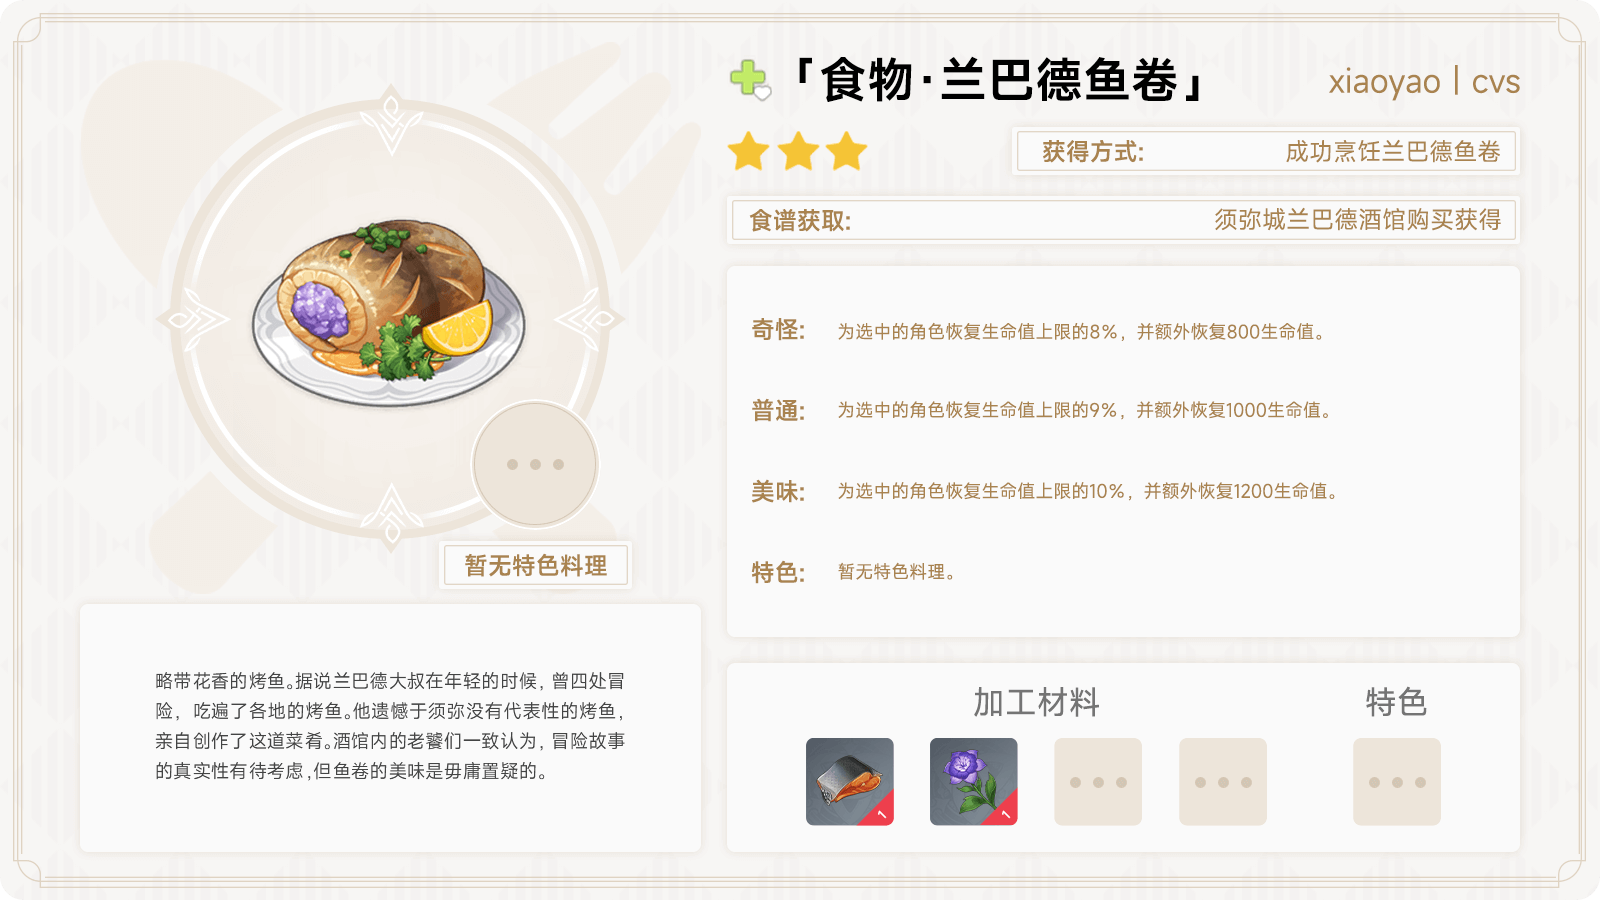 「食物·兰巴德鱼卷」
xiaoyao | cvs
获得方式: 成功烹饪兰巴德鱼卷
食谱获取: 须弥城兰巴德酒馆购买获得
奇怪: 为选中的角色恢复生命值上限的8%，并额外恢复800生命值。
普通: 为选中的角色恢复生命值上限的9%，并额外恢复1000生命值。
美味: 为选中的角色恢复生命值上限的10%，并额外恢复1200生命值。
特色: 暂无特色料理。
暂无特色料理
略带花香的烤鱼。据说兰巴德大叔在年轻的时候，曾四处冒
险，吃遍了各地的烤鱼。他遗憾于须弥没有代表性的烤鱼，
亲自创作了这道菜肴。酒馆内的老饕们一致认为，冒险故事
的真实性有待考虑，但鱼卷的美味是毋庸置疑的。
加工材料
特色
1
1